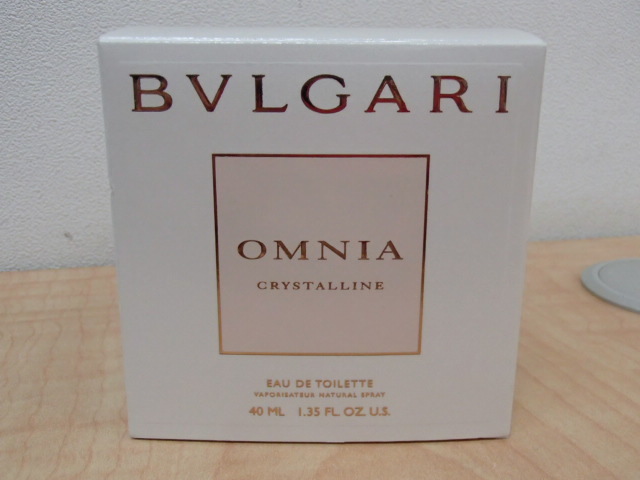 BVLGARI
OMNIA
CRYSTALLINE
EAU DE TOILETTE
VAPORISATEUR NATURAL SPRAY
40 ML 1.35 FL. OZ. U.S.